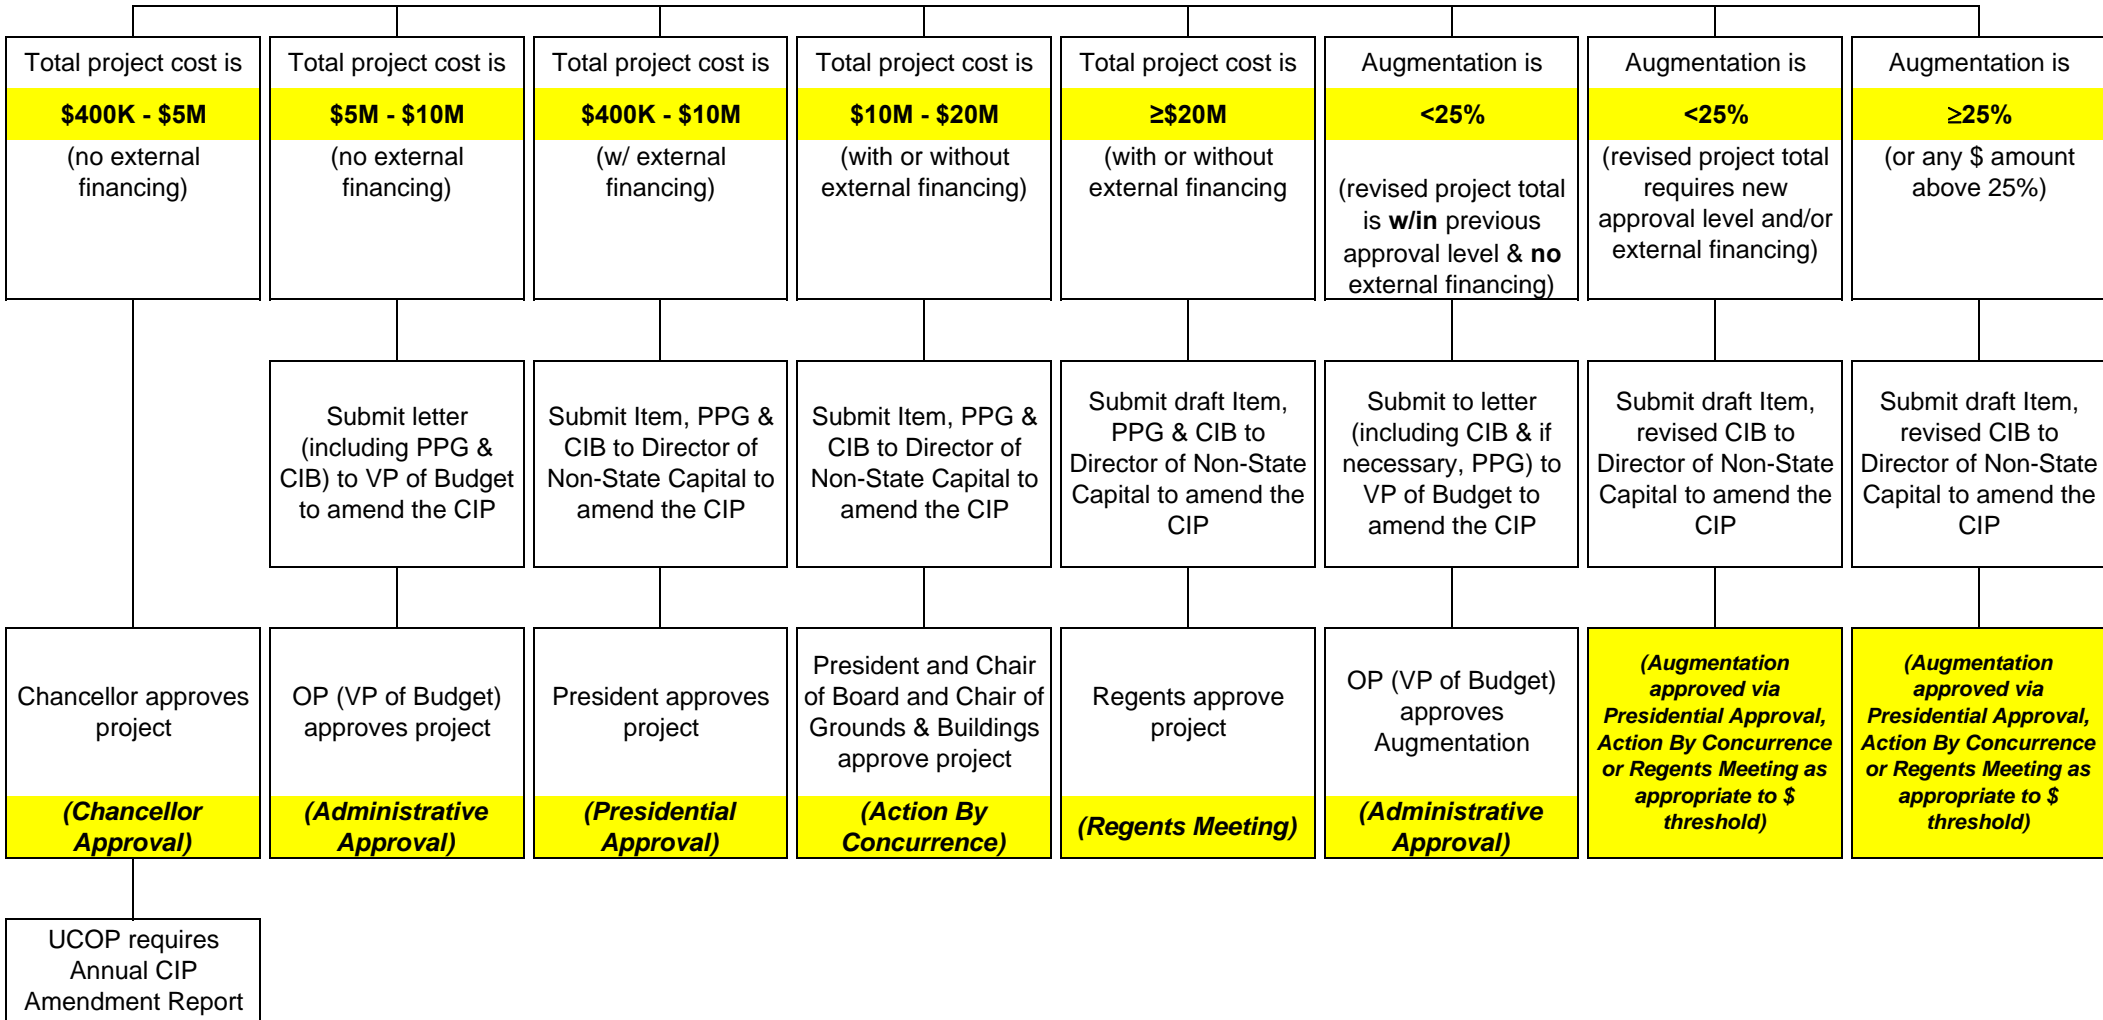 Total project cost is
$400K - $5M
(no external
financing)
Total project cost is
$5M - $10M
(no external
financing)
Total project cost is
$400K - $10M
(w/ external
financing)
Total project cost is
$10M - $20M
(with or without
external financing)
Total project cost is
≥$20M
(with or without
external financing
Augmentation is
<25%
(revised project total
is w/in previous
approval level & no
external financing)
Augmentation is
<25%
(revised project total
requires new
approval level and/or
external financing)
Augmentation is
≥25%
(or any $ amount
above 25%)
Submit letter
(including PPG &
CIB) to VP of Budget
to amend the CIP
Submit Item, PPG &
CIB to Director of
Non-State Capital to
amend the CIP
Submit Item, PPG &
CIB to Director of
Non-State Capital to
amend the CIP
Submit draft Item,
PPG & CIB to
Director of Non-State
Capital to amend the
CIP
Submit to letter
(including CIB & if
necessary, PPG) to
VP of Budget to
amend the CIP
Submit draft Item,
revised CIB to
Director of Non-State
Capital to amend the
CIP
Submit draft Item,
revised CIB to
Director of Non-State
Capital to amend the
CIP
Chancellor approves
project
(Chancellor
Approval)
OP (VP of Budget)
approves project
(Administrative
Approval)
President approves
project
(Presidential
Approval)
President and Chair
of Board and Chair of
Grounds & Buildings
approve project
(Action By
Concurrence)
Regents approve
project
(Regents Meeting)
OP (VP of Budget)
approves
Augmentation
(Administrative
Approval)
(Augmentation
approved via
Presidential Approval,
Action By Concurrence
or Regents Meeting as
appropriate to $
threshold)
(Augmentation
approved via
Presidential Approval,
Action By Concurrence
or Regents Meeting as
appropriate to $
threshold)
UCOP requires
Annual CIP
Amendment Report